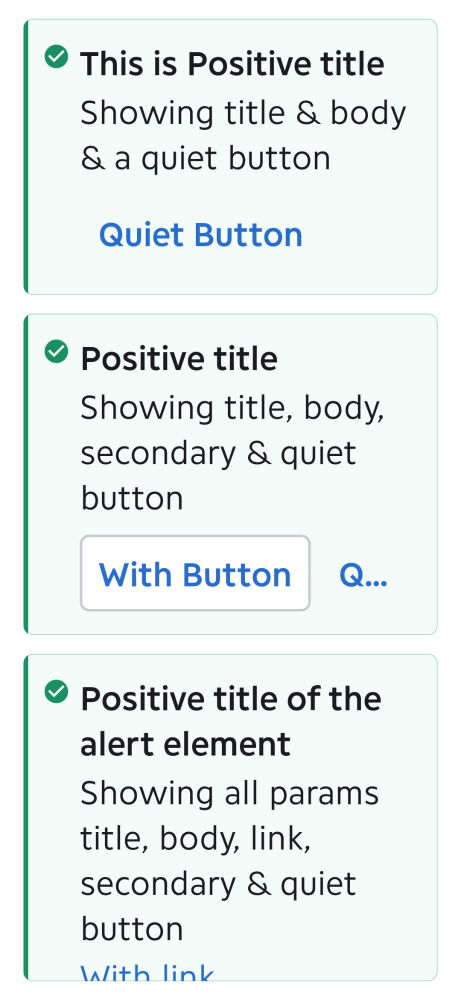 This is Positive title
Showing title & body
& a quiet button
Quiet Button
Positive title
Showing title, body,
secondary & quiet
button
With Button Q...
Positive title of the
alert element
Showing all params
title, body, link,
secondary & quiet
button
With link